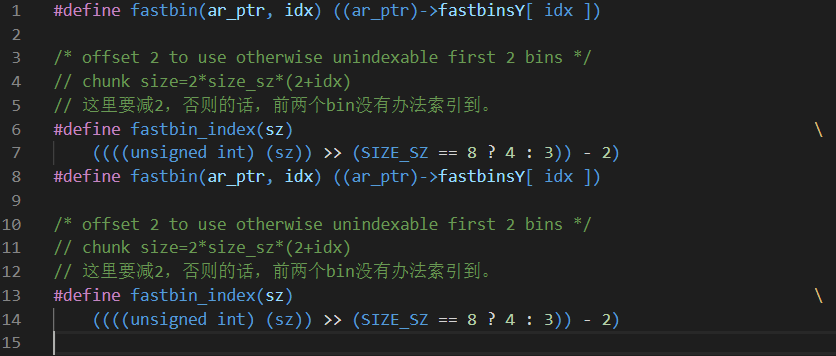 1 #define fastbin(ar_ptr, idx) ((ar_ptr)->fastbinsY[ idx ])
2
3 /* offset 2 to use otherwise unindexable first 2 bins */
4 // chunk size=2*size_sz*(2+idx)
5 // 这里要减2，否则的话，前两个bin没有办法索引到。
6 #define fastbin_index(sz) \
7 ((((unsigned int) (sz)) >> (SIZE_SZ == 8 ? 4 : 3)) - 2)
8 #define fastbin(ar_ptr, idx) ((ar_ptr)->fastbinsY[ idx ])
9
10 /* offset 2 to use otherwise unindexable first 2 bins */
11 // chunk size=2*size_sz*(2+idx)
12 // 这里要减2，否则的话，前两个bin没有办法索引到。
13 #define fastbin_index(sz) \
14 ((((unsigned int) (sz)) >> (SIZE_SZ == 8 ? 4 : 3)) - 2)
15